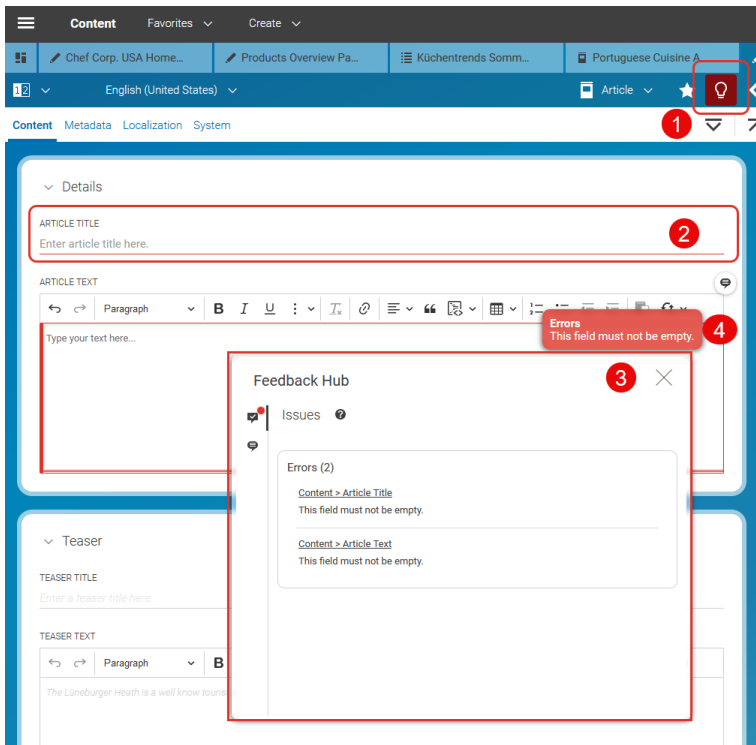 Content Favorites Create
Chef Corp. USA Home... Products Overview Pa... Küchentrends Somm... Portuguese Cuisine A
12 English (United States) Article
Content Metadata Localization System
1
Details
ARTICLE TITLE
Enter article title here.
2
ARTICLE TEXT
Paragraph B I U
Errors
This field must not be empty.
4
Type your text here...
Feedback Hub
3
Issues
Errors (2)
Content > Article Title
This field must not be empty.
Content > Article Text
This field must not be empty.
Teaser
TEASER TITLE
Enter a teaser title here.
TEASER TEXT
Paragraph B
The Lüneburger Heath is a well know